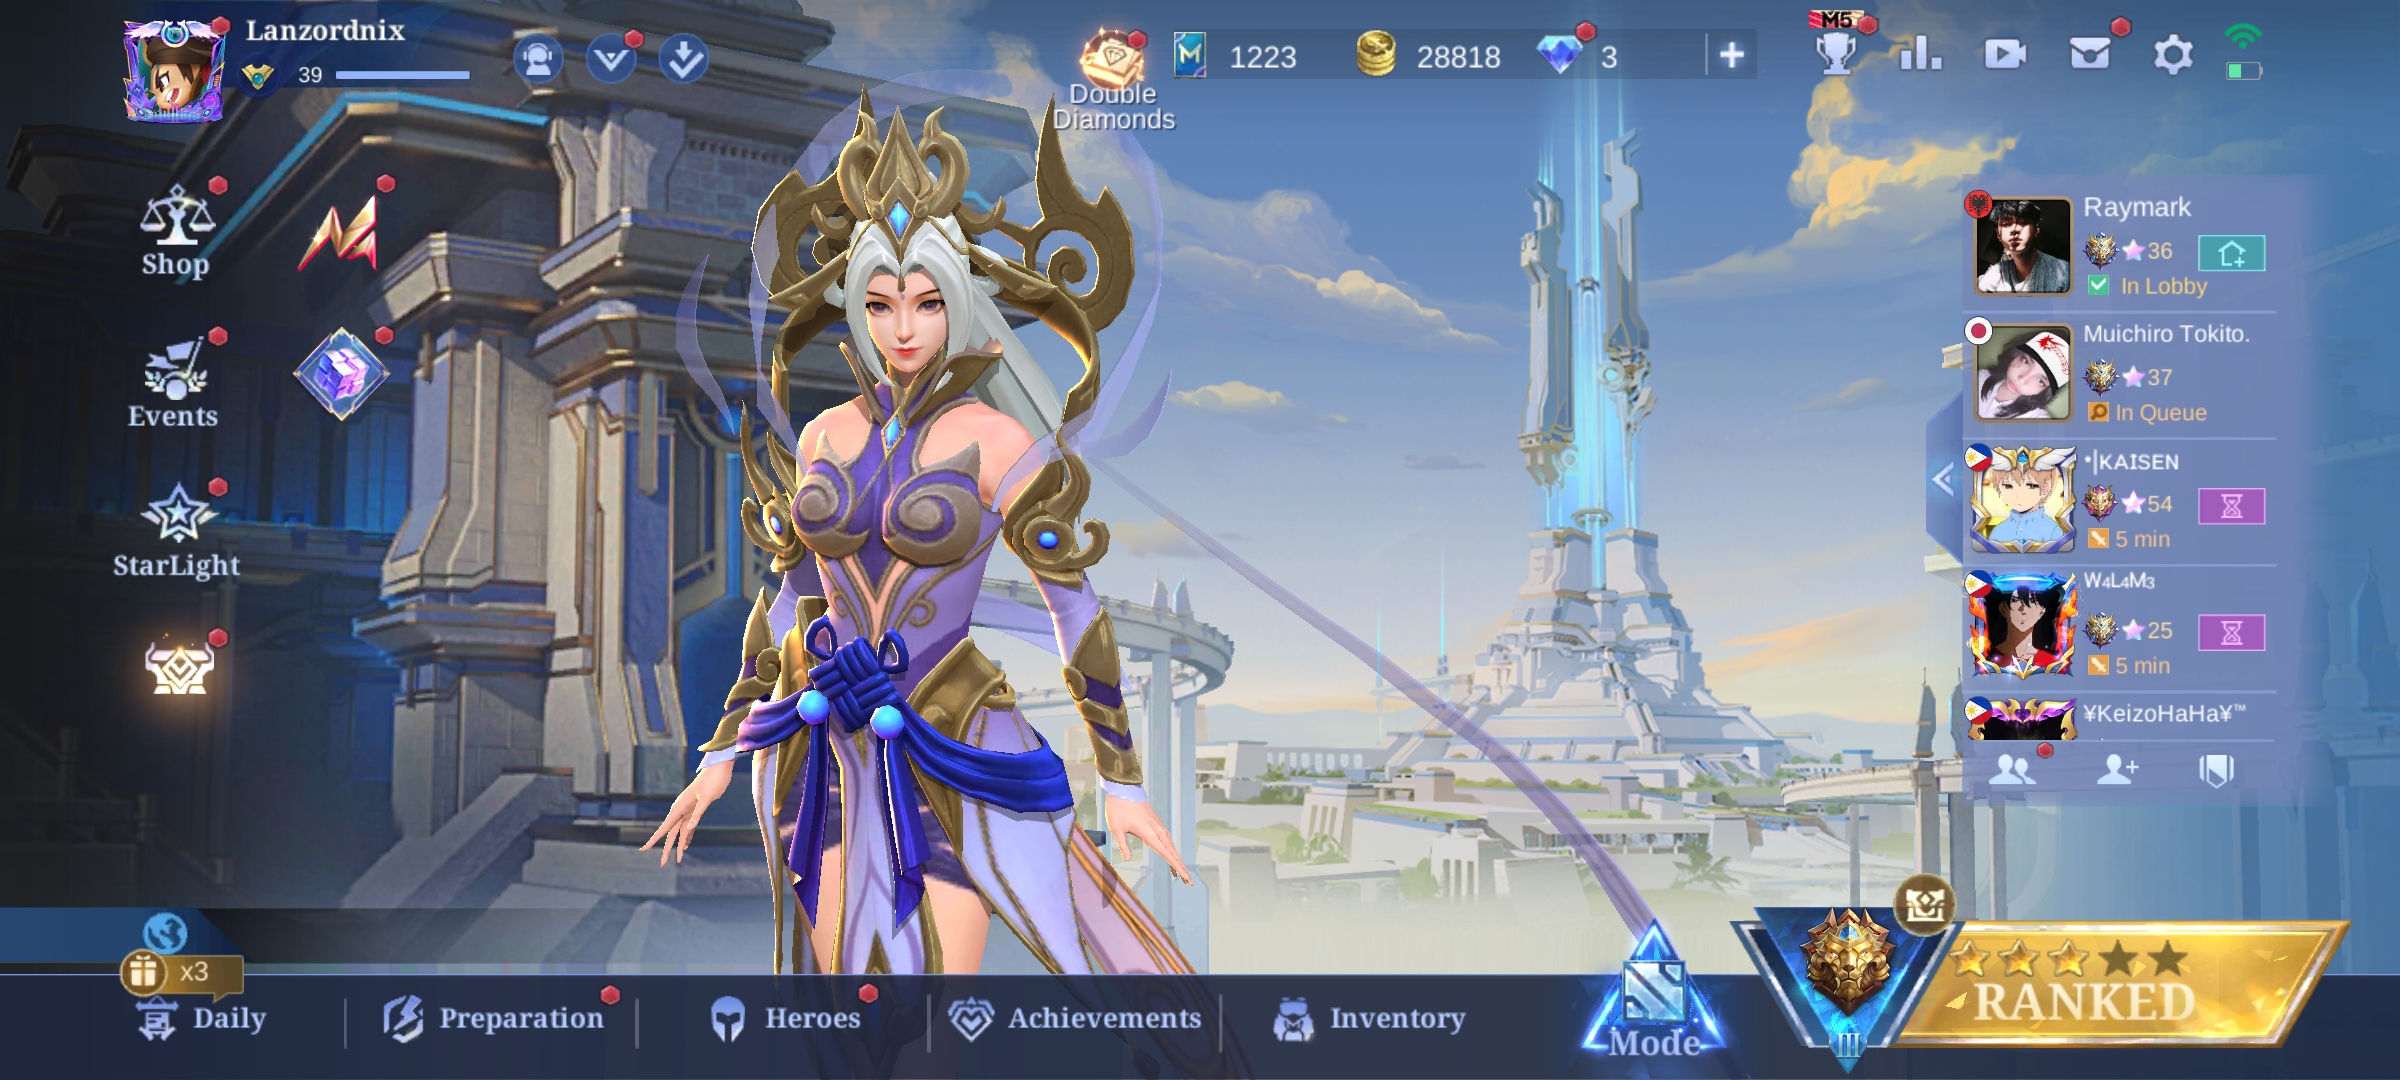 Lanzordnix
39
Double
Diamonds
1223
28818
3
M5
Shop
Events
StarLight
Raymark
36
In Lobby
Muichiro Tokito.
37
In Queue
•|KAISEN
54
5 min
W4L4M3
25
5 min
¥KeizoHaHa¥™
x3
Daily
Preparation
Heroes
Achievements
Inventory
Mode
III
RANKED